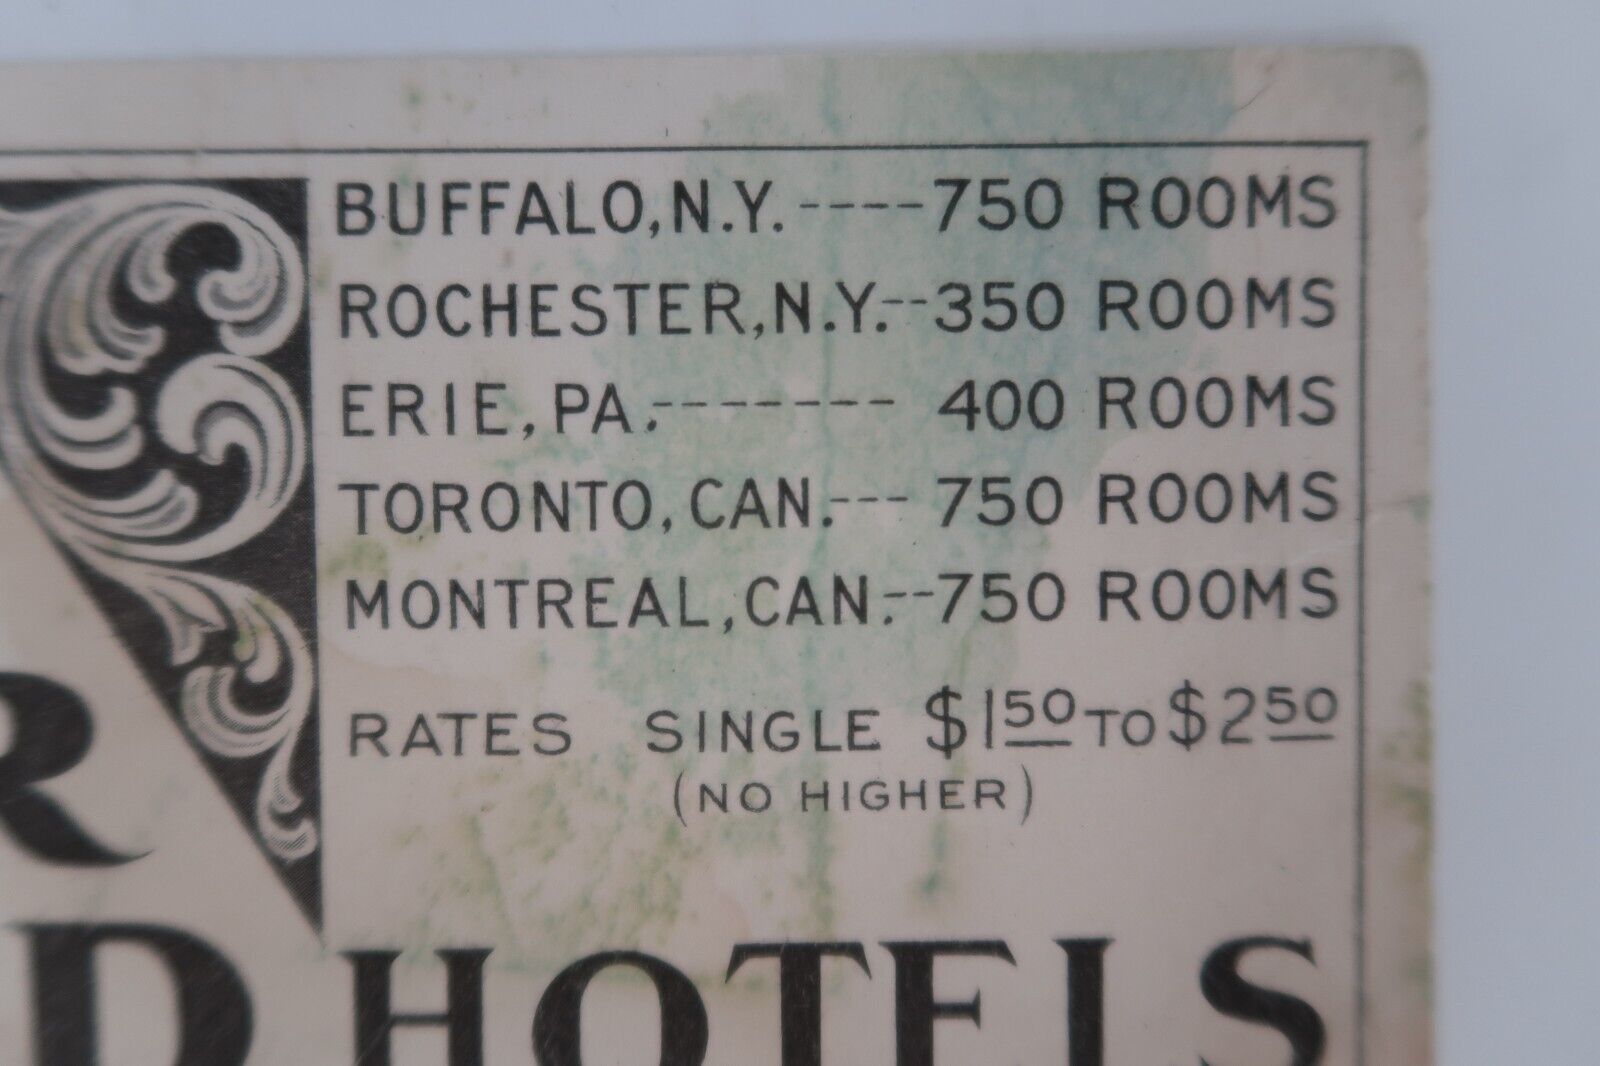 BUFFALO, N.Y. ---- 750 ROOMS
ROCHESTER, N.Y. -- 350 ROOMS
ERIE, PA. ------- 400 ROOMS
TORONTO, CAN. --- 750 ROOMS
MONTREAL, CAN. -- 750 ROOMS
RATES SINGLE $1 50 TO $2 50
(NO HIGHER)
R
D HOTELS